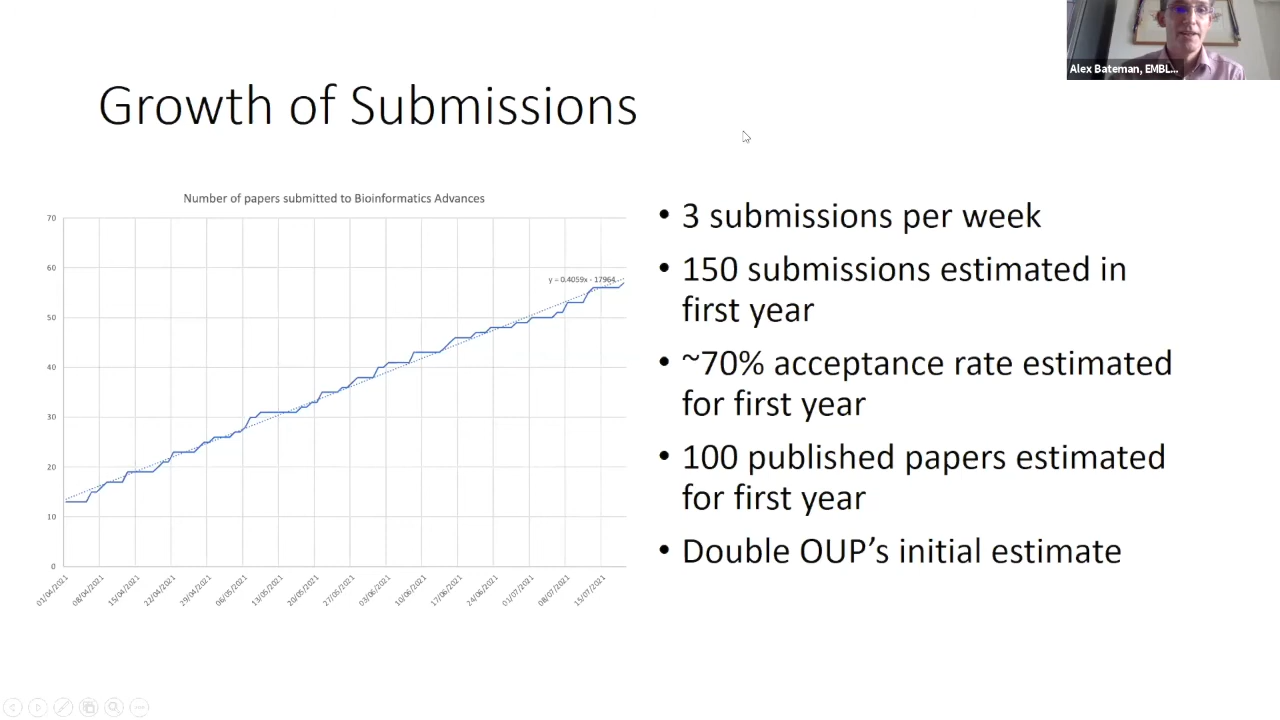 Alex Bateman, EMBL...
Growth of Submissions
Number of papers submitted to Bioinformatics Advances
70
60
50
40
30
20
10
0
y = 0.4059x - 17964
01/04/2021
08/04/2021
15/04/2021
22/04/2021
29/04/2021
06/05/2021
13/05/2021
20/05/2021
27/05/2021
03/06/2021
10/06/2021
17/06/2021
24/06/2021
01/07/2021
08/07/2021
15/07/2021
• 3 submissions per week
• 150 submissions estimated in
first year
• ~70% acceptance rate estimated
for first year
• 100 published papers estimated
for first year
• Double OUP’s initial estimate